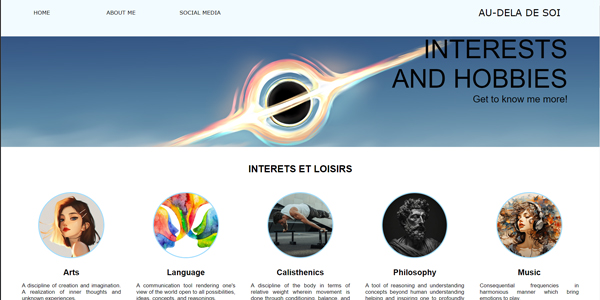 HOME ABOUT ME SOCIAL MEDIA AU-DELA DE SOI
INTERESTS
AND HOBBIES
Get to know me more!
INTERETS ET LOISIRS
Arts
A discipline of creation and imagination.
A realization of inner thoughts and
unknown experiences.
Language
A communication tool rendering one's
view of the world open to all possibilities,
ideas, concepts, and reasonings.
Calisthenics
A discipline of the body in terms of
relative weight wherein movement is
done through conditioning, balance, and
Philosophy
A tool of reasoning and understanding
concepts beyond human understanding
helping and inspiring one to profoundly
Music
Consequential frequencies in
harmonious manner which bring
emotions to play.